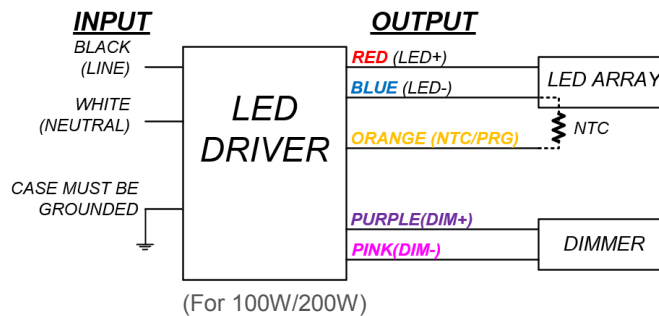 INPUT
OUTPUT
BLACK
(LINE)
WHITE
(NEUTRAL)
CASE MUST BE
GROUNDED
LED
DRIVER
RED (LED+)
BLUE (LED-)
ORANGE (NTC/PRG)
PURPLE(DIM+)
PINK(DIM-)
LED ARRAY
NTC
DIMMER
(For 100W/200W)